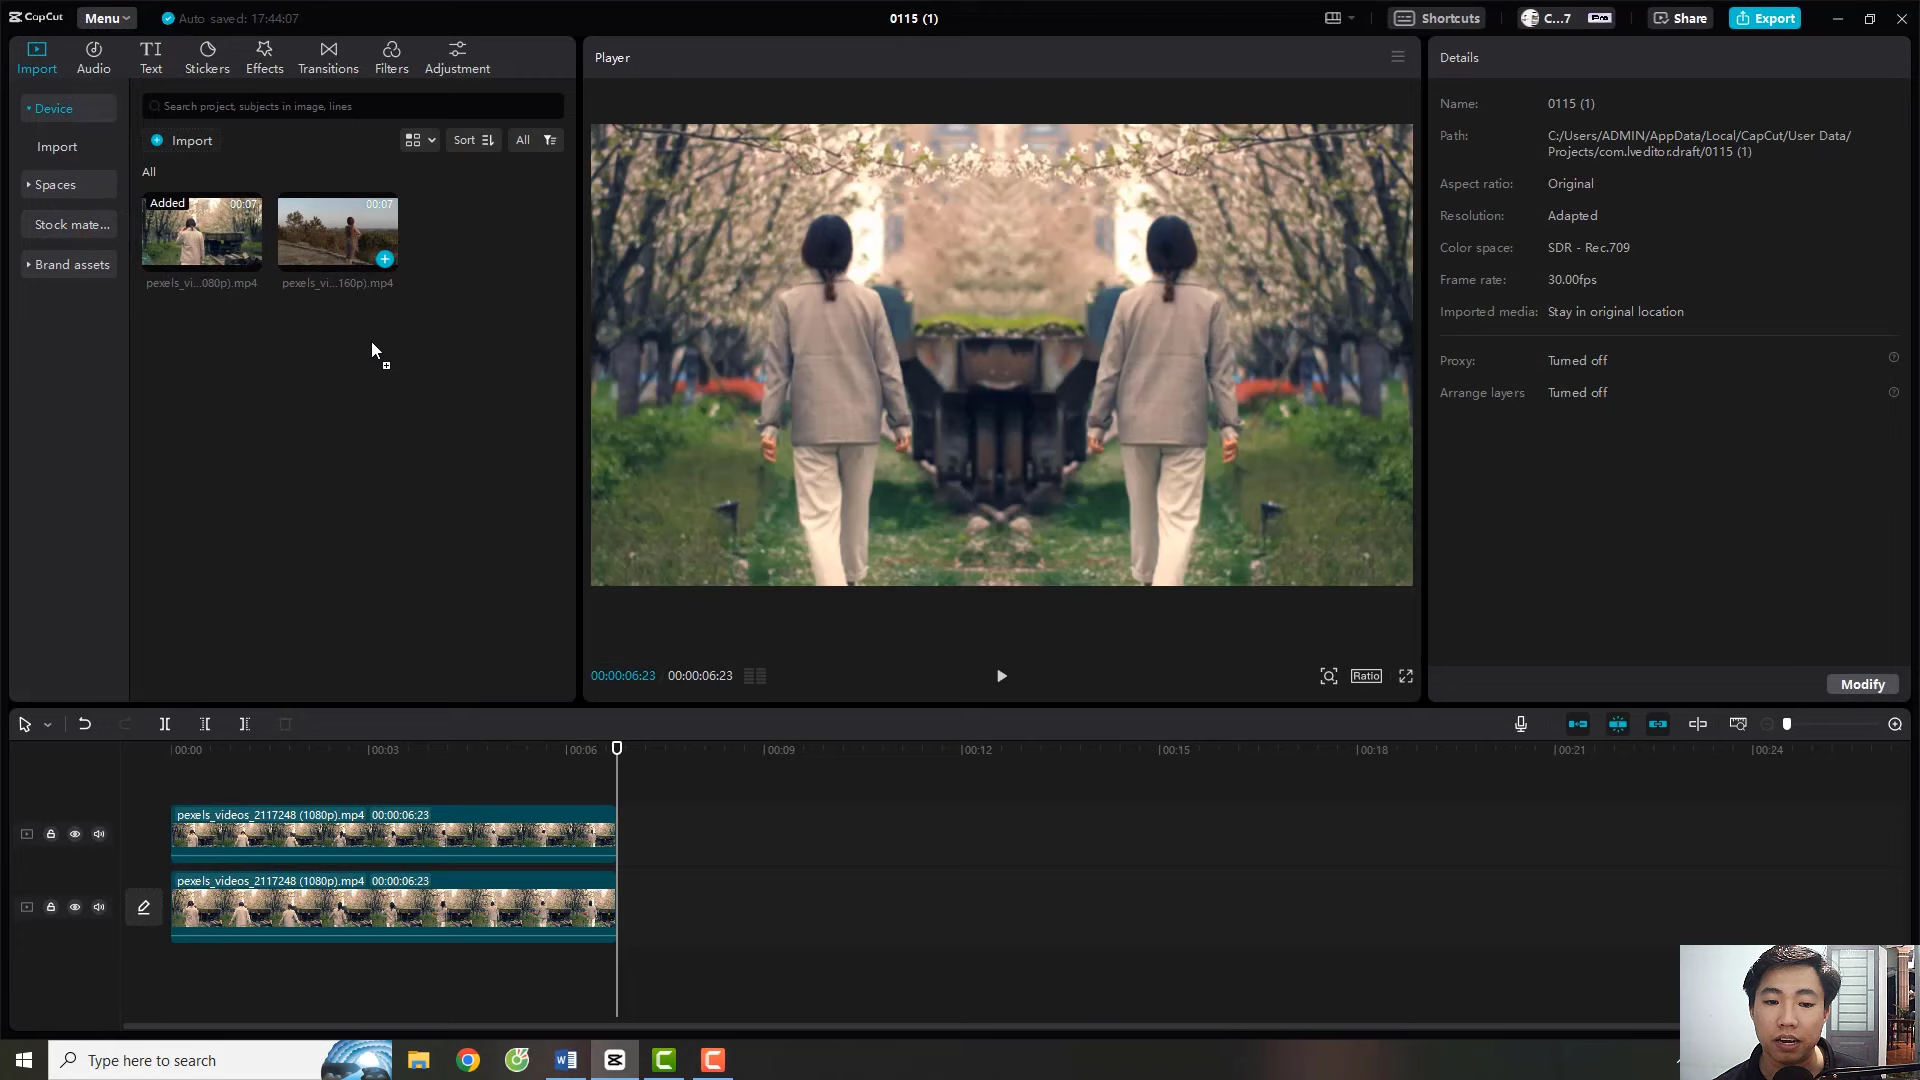 CapCut
Menu
Auto saved: 17:44:07
0115 (1)
Shortcuts
C...7
Pro
Share
Export
Import
Audio
TI
Text
Stickers
Effects
Transitions
Filters
Adjustment
Device
Import
Spaces
Stock mate...
Brand assets
Search project, subjects in image, lines
Import
Sort
All
All
Added
00:07
00:07
pexels_vi...080p).mp4
pexels_vi...160p).mp4
Player
00:00:06:23
00:00:06:23
Ratio
Details
Name:
0115 (1)
Path:
C:/Users/ADMIN/AppData/Local/CapCut/User Data/
Projects/com.lveditor.draft/0115 (1)
Aspect ratio:
Original
Resolution:
Adapted
Color space:
SDR - Rec.709
Frame rate:
30.00fps
Imported media:
Stay in original location
Proxy:
Turned off
Arrange layers
Turned off
Modify
00:00
00:03
00:06
00:09
00:12
00:15
00:18
00:21
00:24
pexels_videos_2117248 (1080p).mp4 00:00:06:23
pexels_videos_2117248 (1080p).mp4 00:00:06:23
Type here to search